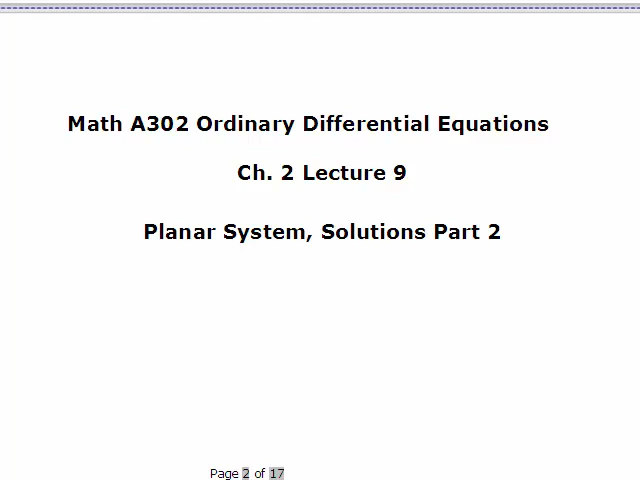 Math A302 Ordinary Differential Equations
Ch. 2 Lecture 9
Planar System, Solutions Part 2
Page 2 of 17